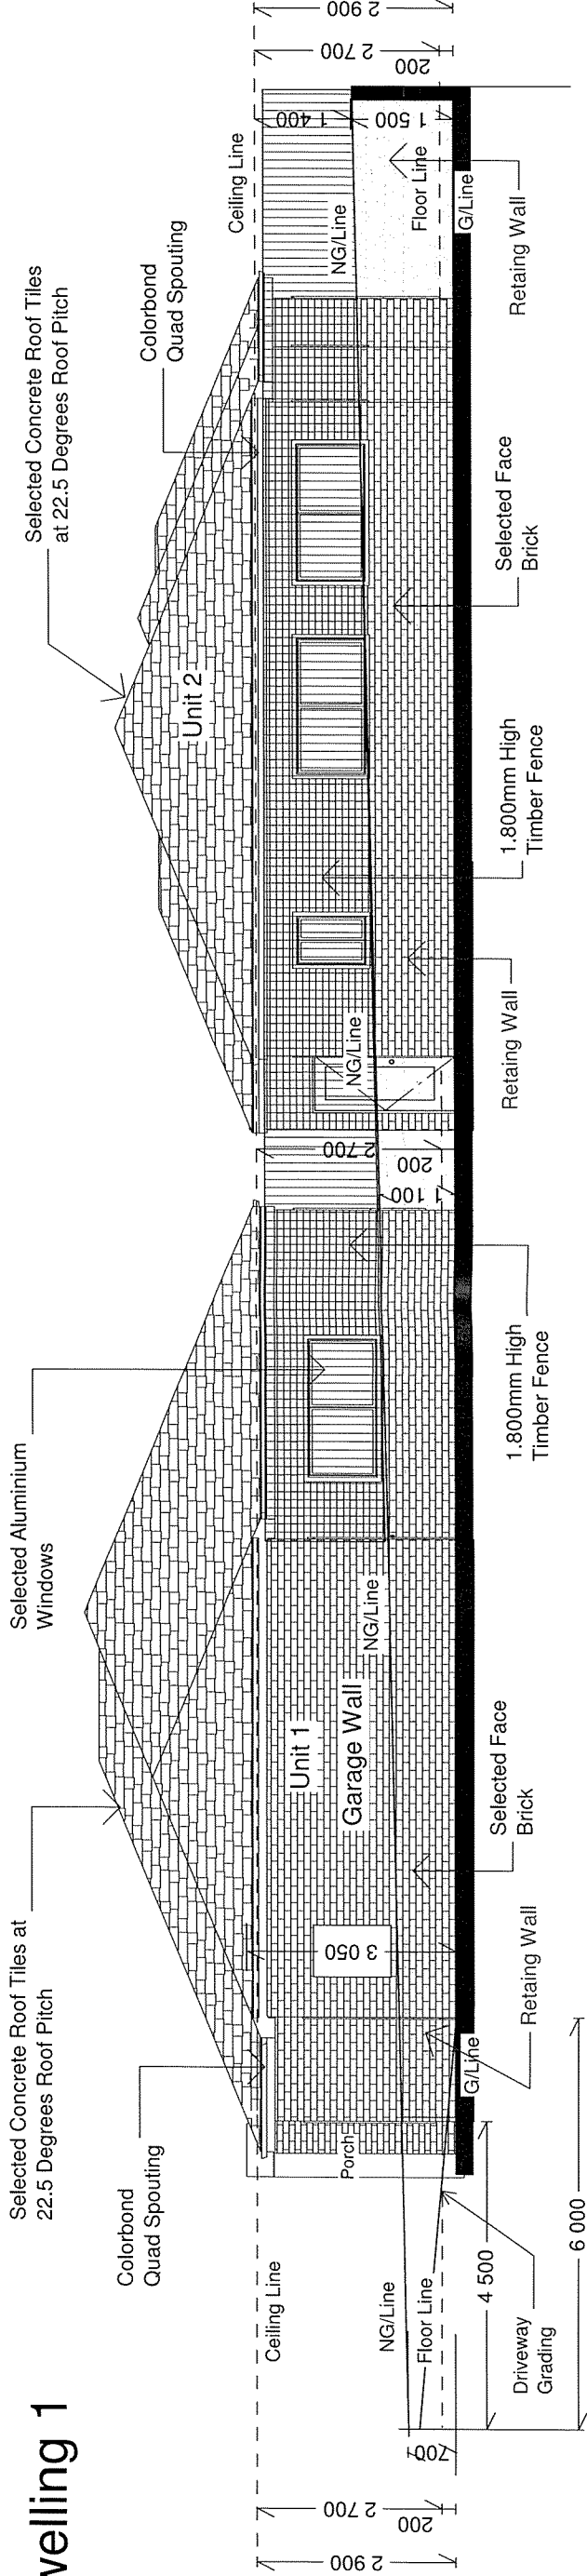 velling 1
Selected Concrete Roof Tiles at
22.5 Degrees Roof Pitch
Colorbond
Quad Spouting
Selected Aluminium
Windows
Selected Concrete Roof Tiles
at 22.5 Degrees Roof Pitch
Colorbond
Quad Spouting
Ceiling Line
Ceiling Line
Unit 2
Unit 1
Garage Wall
Porch
NG/Line
NG/Line
NG/Line
NG/Line
Floor Line
Floor Line
G/Line
G/Line
2 900
2 700
200
700
3 050
2 700
200
1 100
1 400
1 500
2 900
2 700
200
Driveway
Grading
4 500
6 000
Retaing Wall
Selected Face
Brick
1.800mm High
Timber Fence
Retaing Wall
1.800mm High
Timber Fence
Selected Face
Brick
Retaing Wall